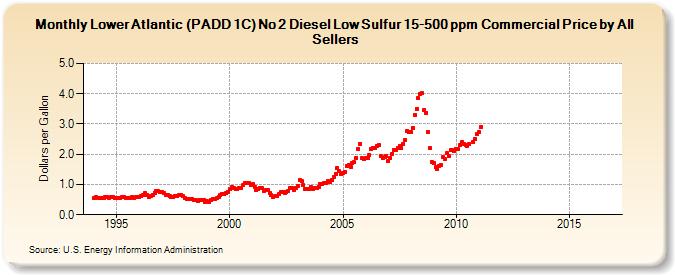 Monthly Lower Atlantic (PADD 1C) No 2 Diesel Low Sulfur 15-500 ppm Commercial Price by All
Sellers
Dollars per Gallon
5.0
4.0
3.0
2.0
1.0
0.0
1995
2000
2005
2010
2015
Source: U.S. Energy Information Administration